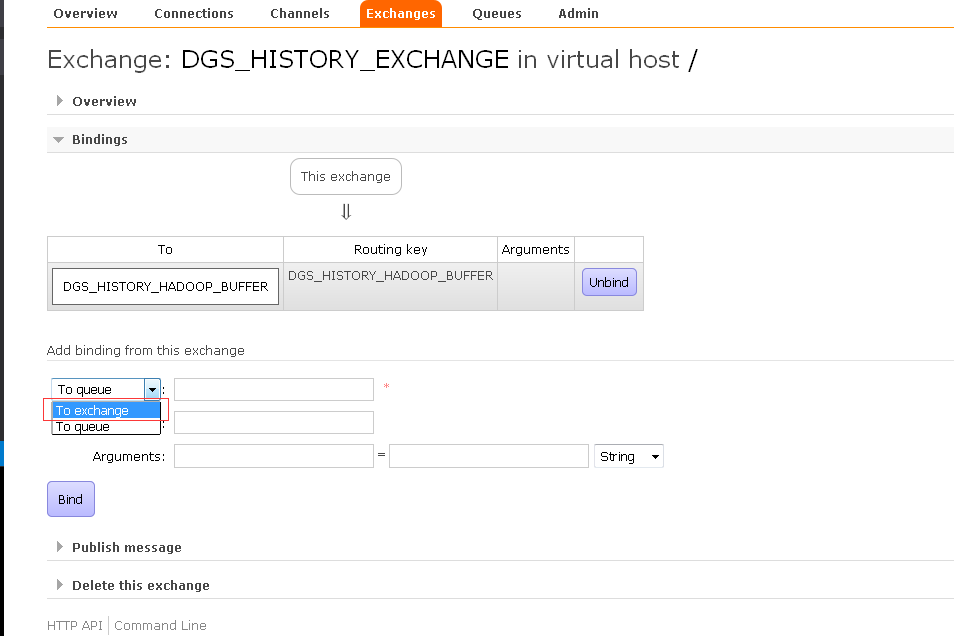 Overview Connections Channels Exchanges Queues Admin
Exchange: DGS_HISTORY_EXCHANGE in virtual host /
Overview
Bindings
This exchange
⇓
To Routing key Arguments
DGS_HISTORY_HADOOP_BUFFER DGS_HISTORY_HADOOP_BUFFER Unbind
Add binding from this exchange
To queue : *
To exchange
To queue :
Arguments: = String
Bind
Publish message
Delete this exchange
HTTP API Command Line